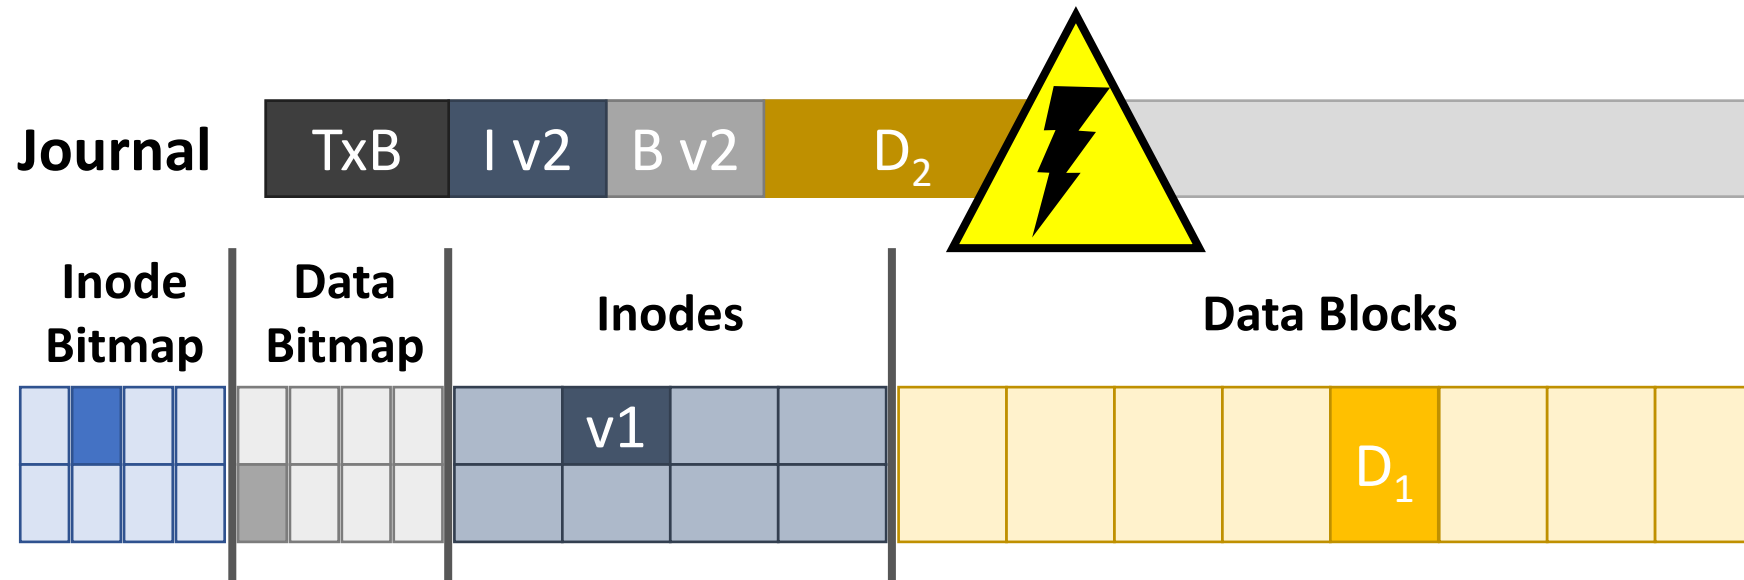 Journal TxB I v2 B v2 D₂
Inode Bitmap
Data Bitmap
Inodes
Data Blocks
v1
D₁